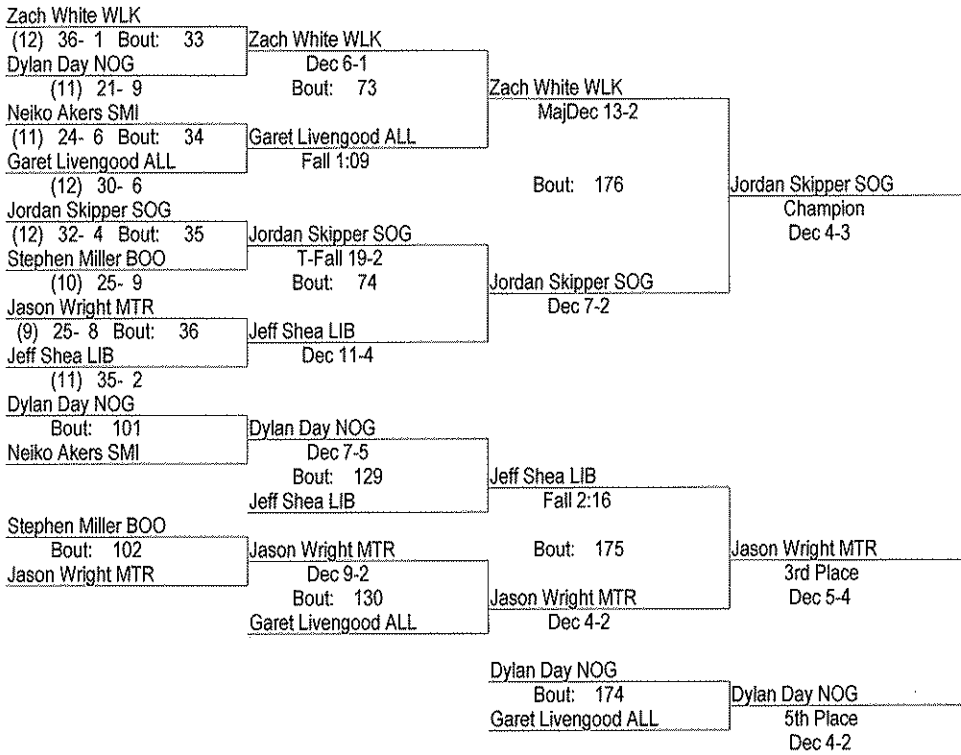 Zach White WLK
(12) 36- 1 Bout: 33
Dylan Day NOG
(11) 21- 9
Neiko Akers SMI
(11) 24- 6 Bout: 34
Garet Livengood ALL
(12) 30- 6
Jordan Skipper SOG
(12) 32- 4 Bout: 35
Stephen Miller BOO
(10) 25- 9
Jason Wright MTR
(9) 25- 8 Bout: 36
Jeff Shea LIB
(11) 35- 2
Dylan Day NOG
Bout: 101
Neiko Akers SMI
Stephen Miller BOO
Bout: 102
Jason Wright MTR
Zach White WLK
Dec 6-1
Bout: 73
Garet Livengood ALL
Fall 1:09
Jordan Skipper SOG
T-Fall 19-2
Bout: 74
Jeff Shea LIB
Dec 11-4
Dylan Day NOG
Dec 7-5
Bout: 129
Jeff Shea LIB
Jason Wright MTR
Dec 9-2
Bout: 130
Garet Livengood ALL
Zach White WLK
MajDec 13-2
Bout: 176
Jordan Skipper SOG
Dec 7-2
Jeff Shea LIB
Fall 2:16
Bout: 175
Jason Wright MTR
Dec 4-2
Dylan Day NOG
Bout: 174
Garet Livengood ALL
Jordan Skipper SOG
Champion
Dec 4-3
Jason Wright MTR
3rd Place
Dec 5-4
Dylan Day NOG
5th Place
Dec 4-2